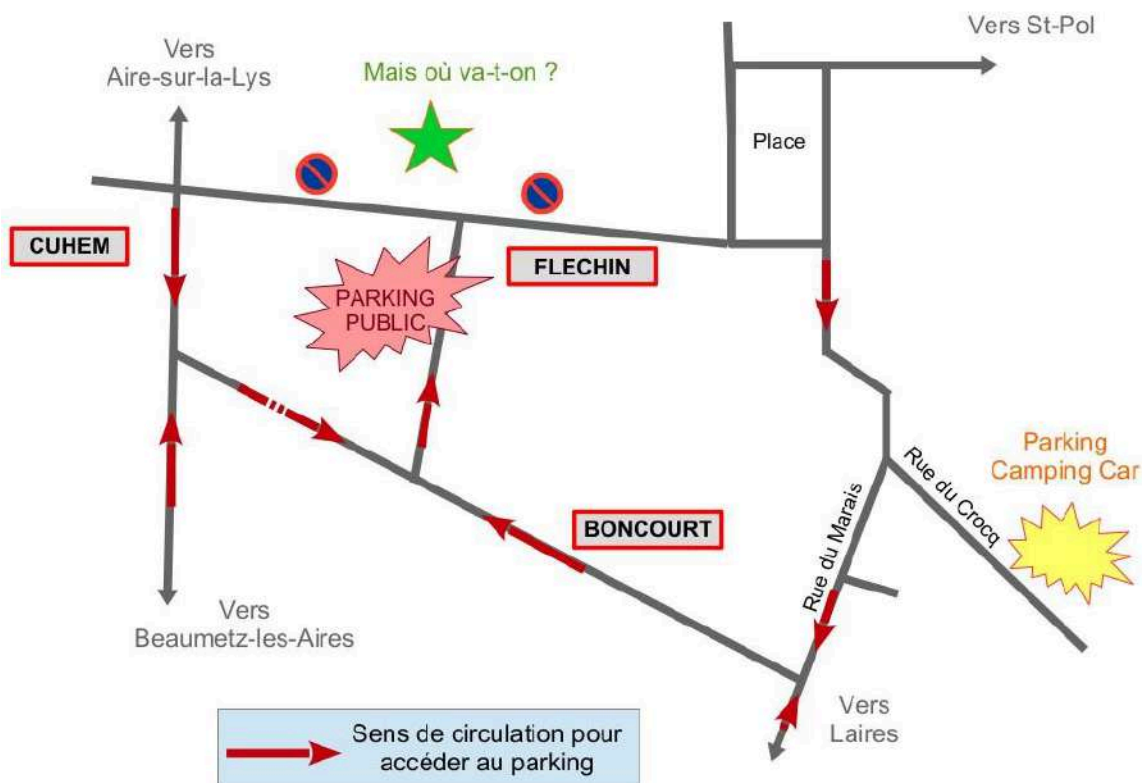 Vers
Aire-sur-la-Lys
Mais où va-t-on ?
Vers St-Pol
Place
CUHEM
FLECHIN
PARKING
PUBLIC
Parking
Camping Car
Rue du Crocq
BONCOURT
Rue du Marais
Vers
Beaumetz-les-Aires
Vers
Laires
Sens de circulation pour
accéder au parking